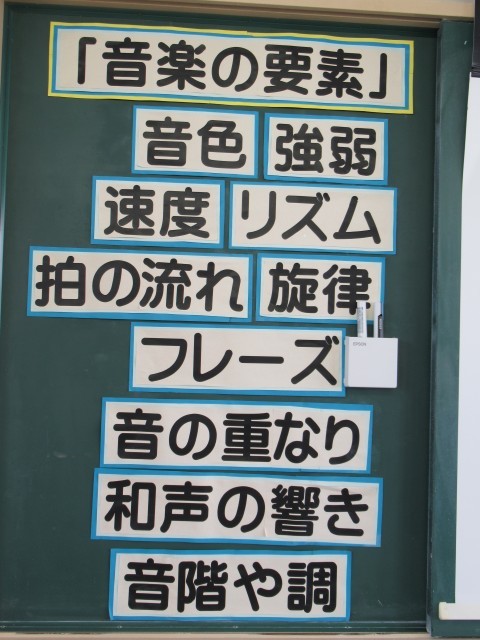 「音楽の要素」
音色 強弱
速度 リズム
拍の流れ 旋律
フレーズ
EPSON
音の重なり
和声の響き
音階や調